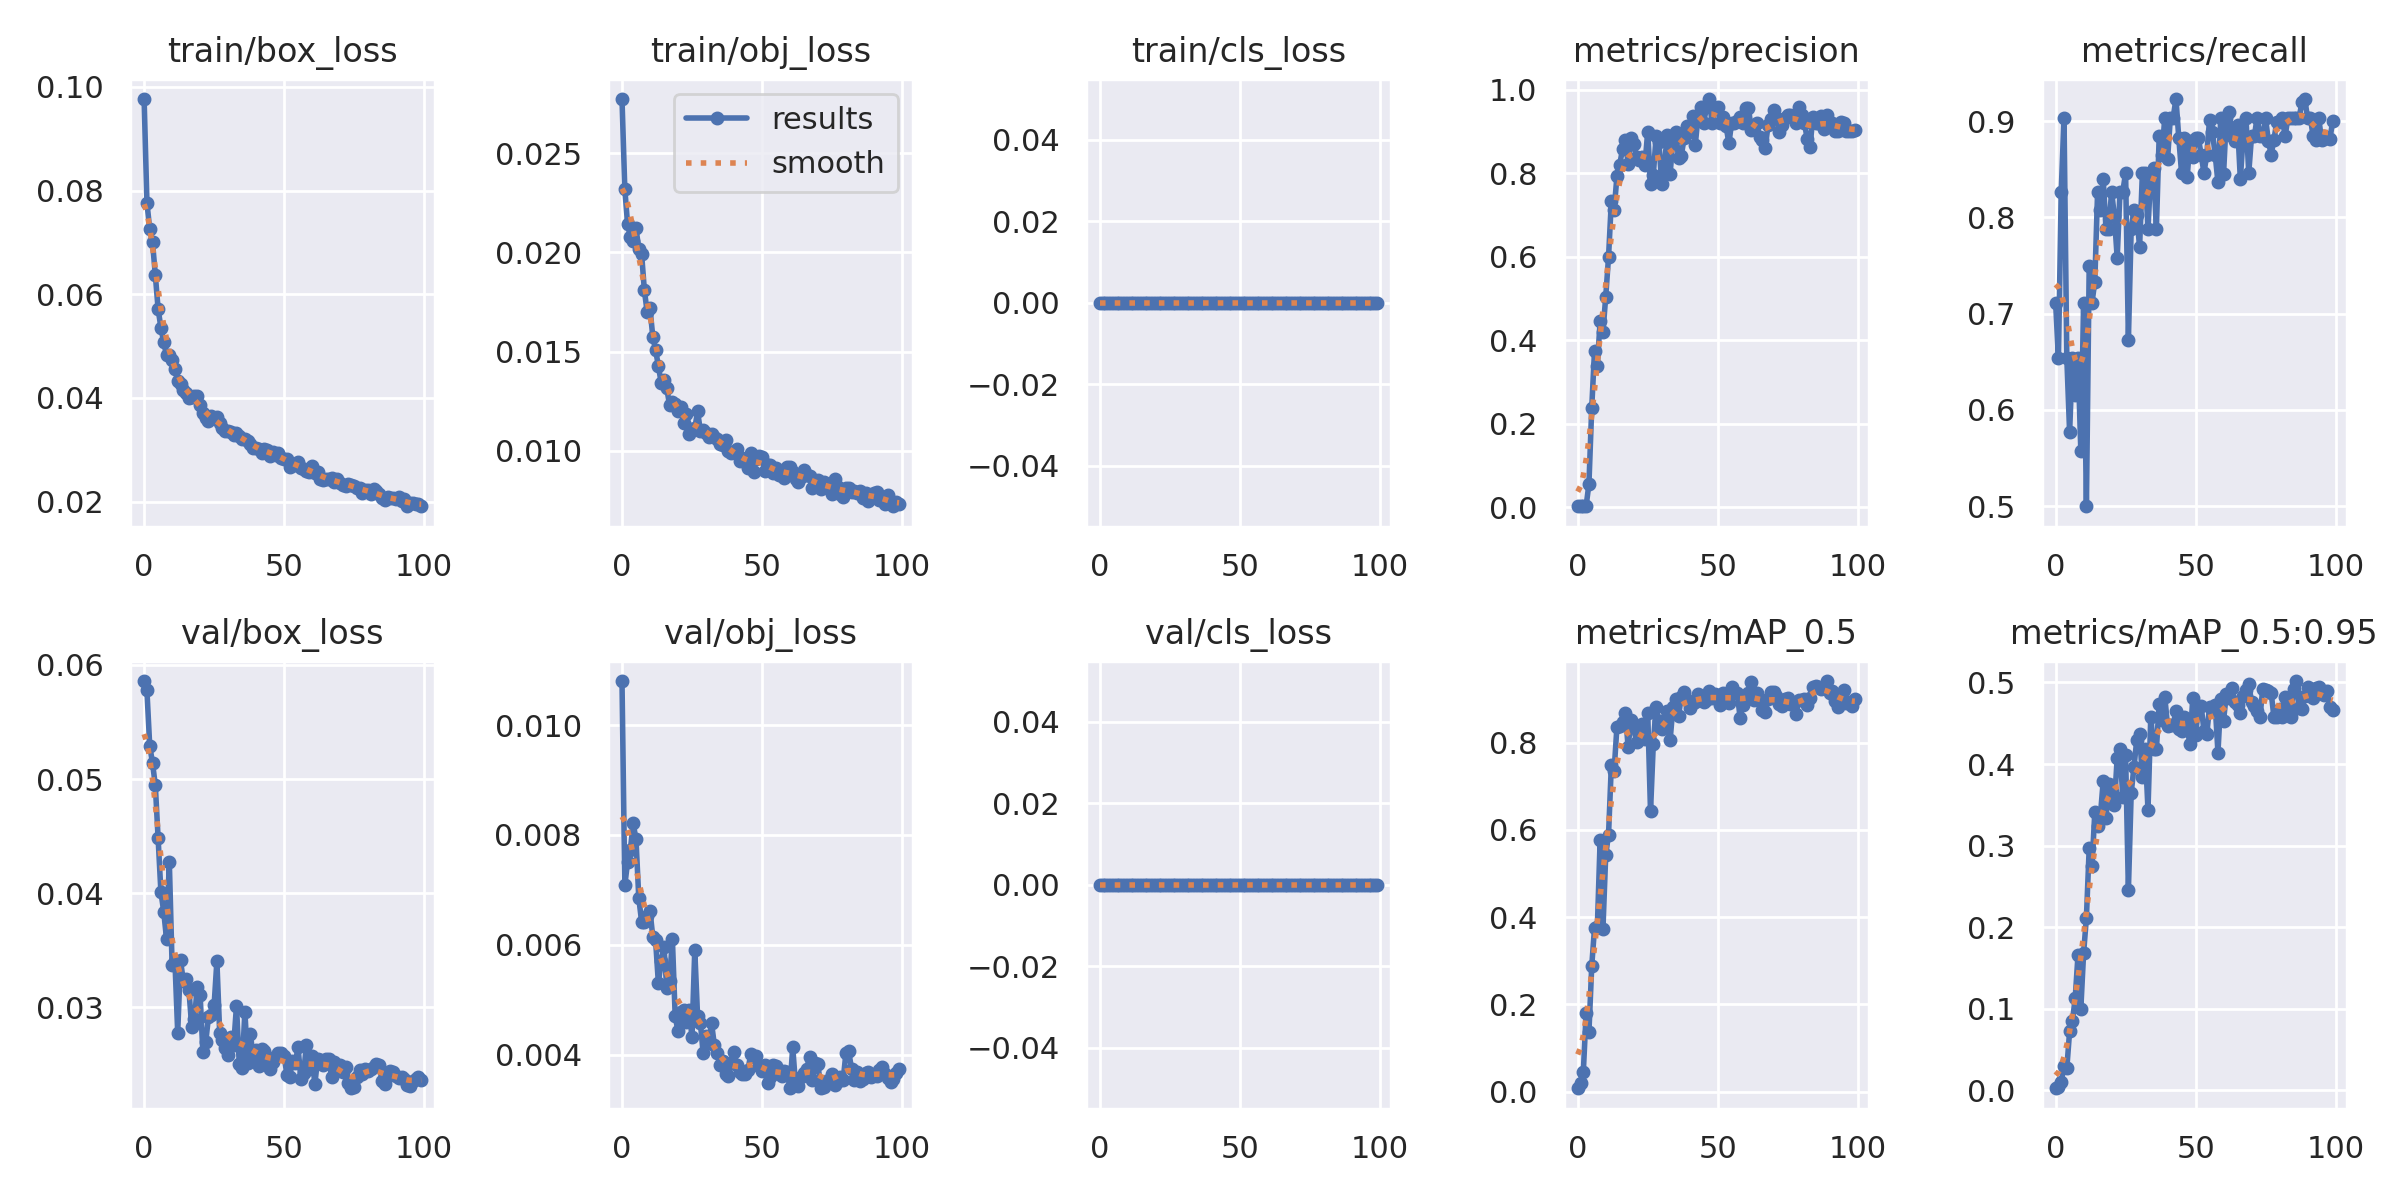 train/box_loss
0.10
0.08
0.06
0.04
0.02
0 50 100
train/obj_loss
results
smooth
0.025
0.020
0.015
0.010
0 50 100
train/cls_loss
0.04
0.02
0.00
−0.02
−0.04
0 50 100
metrics/precision
1.0
0.8
0.6
0.4
0.2
0.0
0 50 100
metrics/recall
0.9
0.8
0.7
0.6
0.5
0 50 100
val/box_loss
0.06
0.05
0.04
0.03
0 50 100
val/obj_loss
0.010
0.008
0.006
0.004
0 50 100
val/cls_loss
0.04
0.02
0.00
−0.02
−0.04
0 50 100
metrics/mAP_0.5
0.8
0.6
0.4
0.2
0.0
0 50 100
metrics/mAP_0.5:0.95
0.5
0.4
0.3
0.2
0.1
0.0
0 50 100